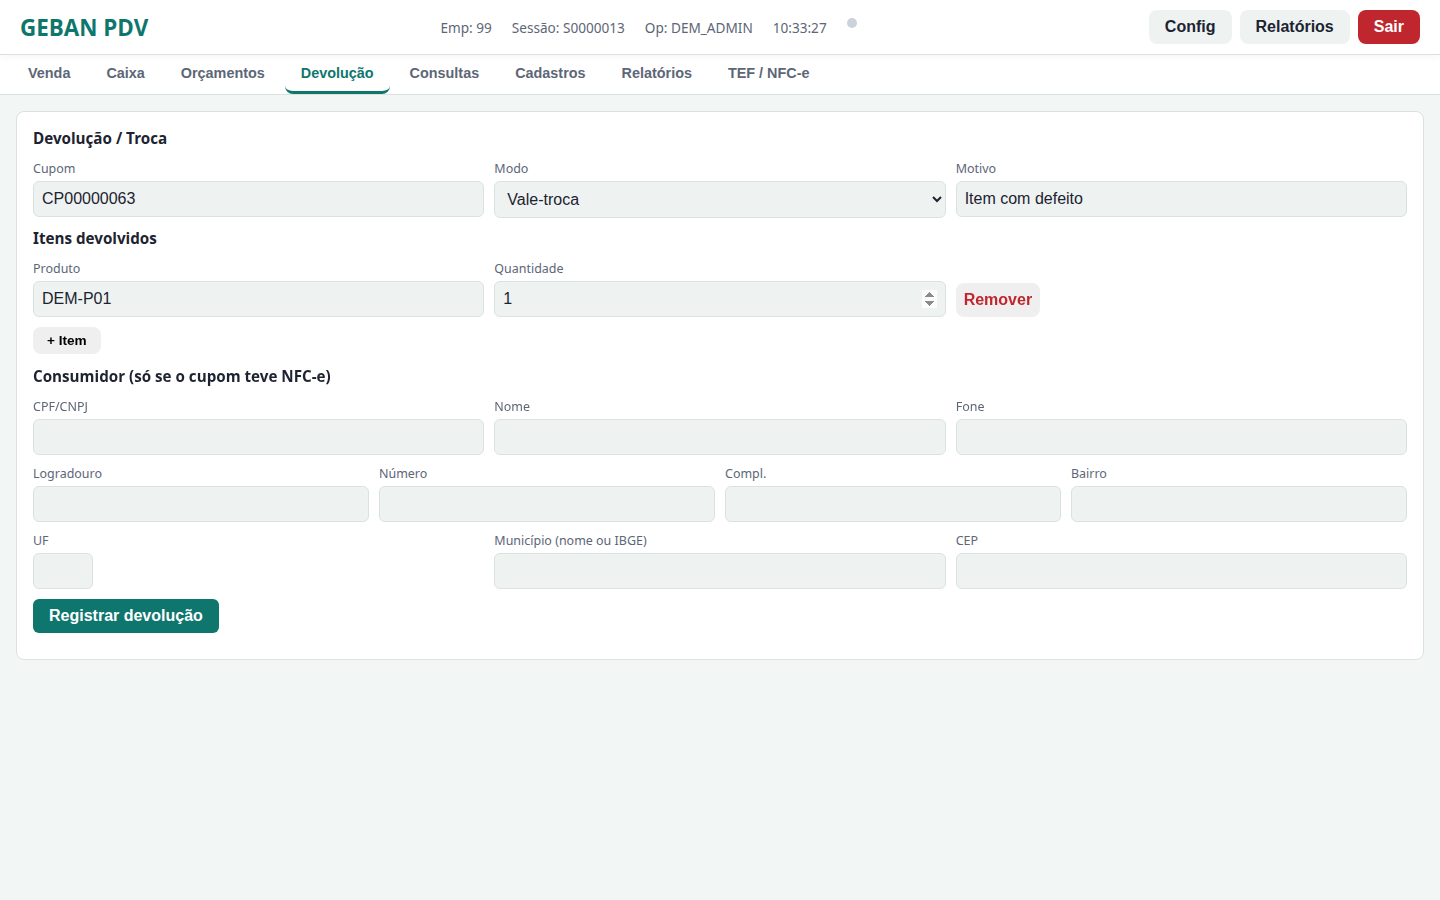 GEBAN PDV
Emp: 99 Sessão: S0000013 Op: DEM_ADMIN 10:33:27
Config Relatórios Sair
Venda Caixa Orçamentos Devolução Consultas Cadastros Relatórios TEF / NFC-e
Devolução / Troca
Cupom Modo Motivo
CP00000063 Vale-troca Item com defeito
Itens devolvidos
Produto Quantidade
DEM-P01 1 Remover
+ Item
Consumidor (só se o cupom teve NFC-e)
CPF/CNPJ Nome Fone
Logradouro Número Compl. Bairro
UF Município (nome ou IBGE) CEP
Registrar devolução